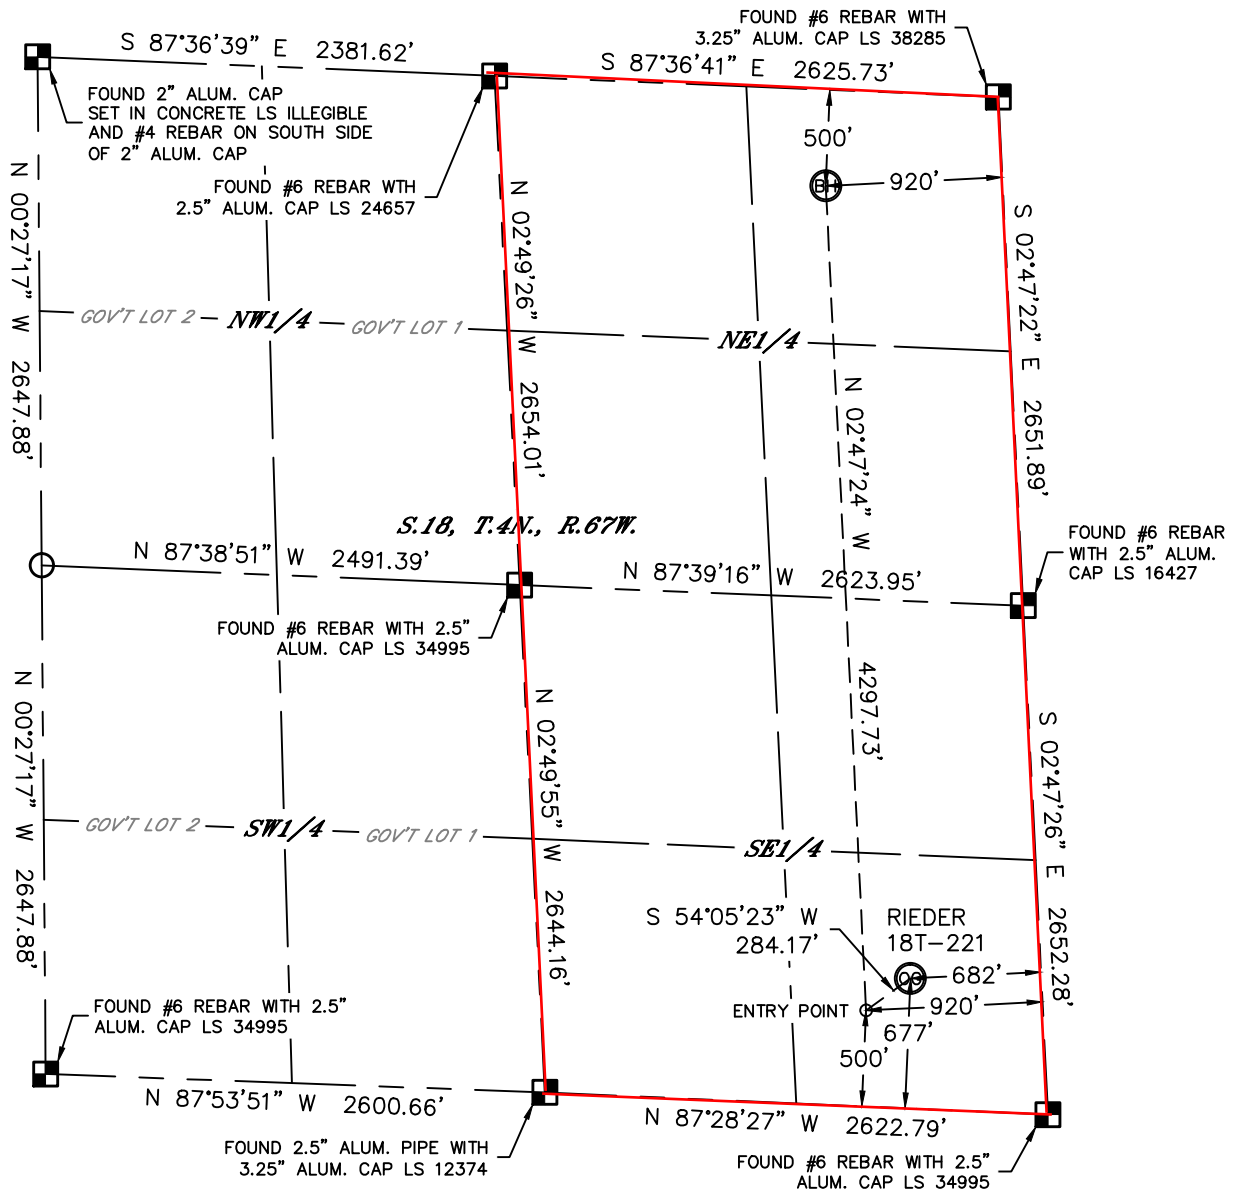 FOUND #6 REBAR WITH
3.25" ALUM. CAP LS 38285
S 87°36'39" E 2381.62'
S 87°36'41" E 2625.73'
FOUND 2" ALUM. CAP
SET IN CONCRETE LS ILLEGIBLE
AND #4 REBAR ON SOUTH SIDE
OF 2" ALUM. CAP
500'
BH
920'
FOUND #6 REBAR WTH
2.5" ALUM. CAP LS 24657
N 00°27'17" W 2647.88'
N 02°49'26" W 2654.01'
S 02°47'22" E 2651.89'
GOV'T LOT 2
NW1/4
GOV'T LOT 1
NE1/4
N 02°47'24" W 4297.73'
S.18, T.4N., R.67W.
N 87°38'51" W 2491.39'
N 87°39'16" W 2623.95'
FOUND #6 REBAR
WITH 2.5" ALUM.
CAP LS 16427
FOUND #6 REBAR WITH 2.5"
ALUM. CAP LS 34995
N 00°27'17" W 2647.88'
N 02°49'55" W 2644.16'
S 02°47'26" E 2652.28'
GOV'T LOT 2
SW1/4
GOV'T LOT 1
SE1/4
S 54°05'23" W
284.17'
RIEDER
18T-221
OG
682'
ENTRY POINT
920'
677'
500'
FOUND #6 REBAR WITH 2.5"
ALUM. CAP LS 34995
N 87°53'51" W 2600.66'
N 87°28'27" W 2622.79'
FOUND 2.5" ALUM. PIPE WITH
3.25" ALUM. CAP LS 12374
FOUND #6 REBAR WITH 2.5"
ALUM. CAP LS 34995